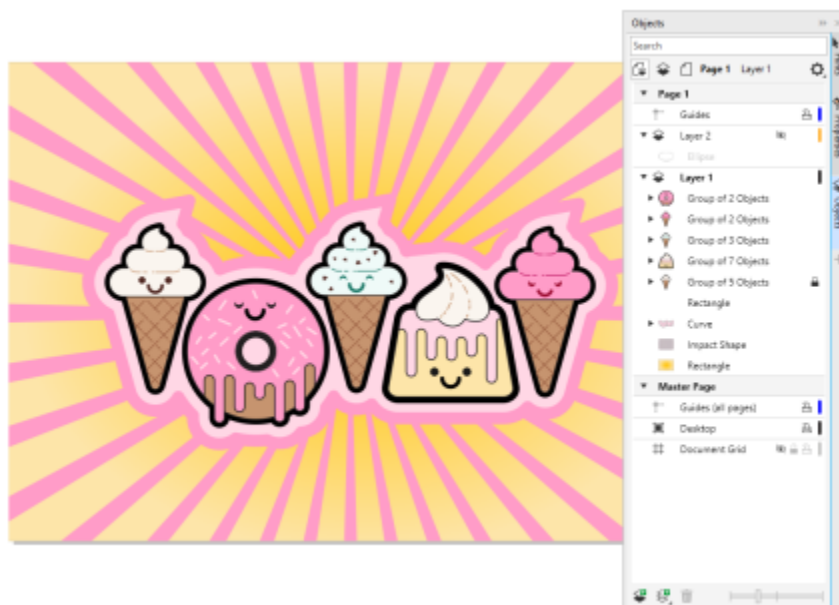 Objects
Search
Page 1 Layer 1
Page 1
Guides
Layer 2
Ellipse
Layer 1
Group of 2 Objects
Group of 2 Objects
Group of 3 Objects
Group of 7 Objects
Group of 5 Objects
Rectangle
Curve
Impact Shape
Rectangle
Master Page
Guides (all pages)
Desktop
Document Grid